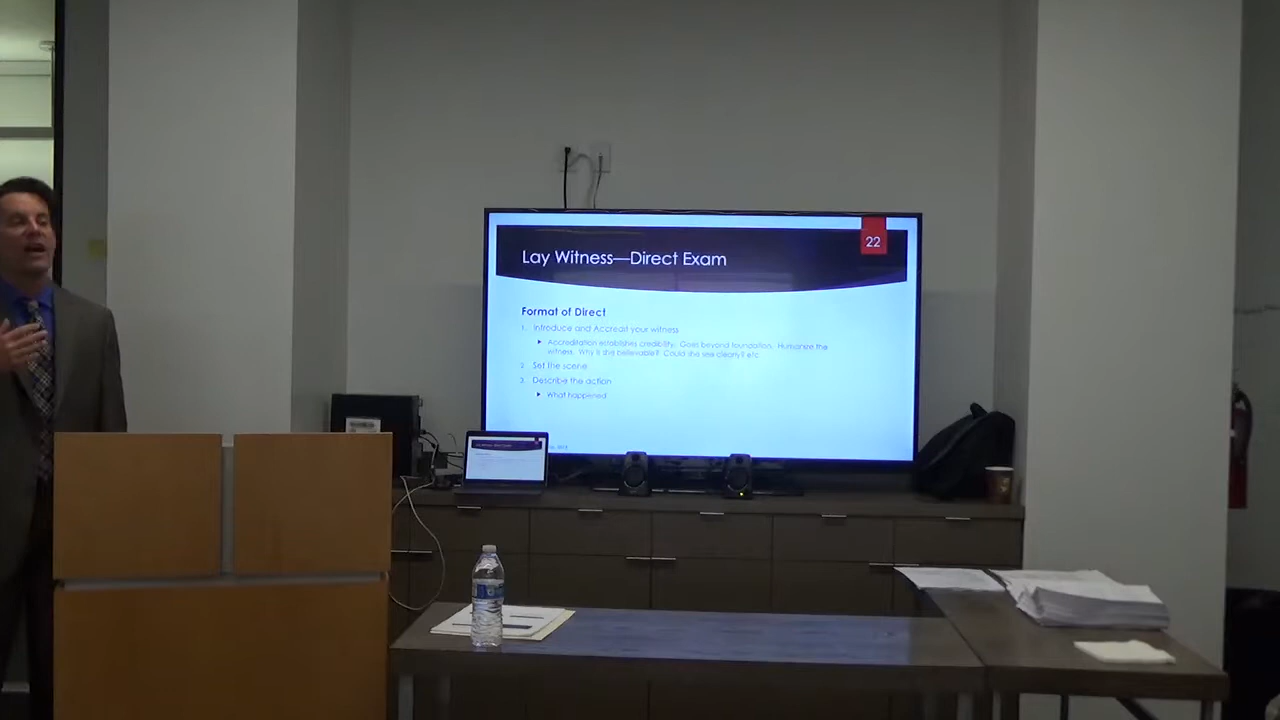 22
Lay Witness—Direct Exam
Format of Direct
1. Introduce and Accredit your witness
Accreditation establishes credibility. Goes beyond foundation. Humanize the
witness. Why is she believable? Could she see clearly? etc
2. Set the scene
3. Describe the action
What happened